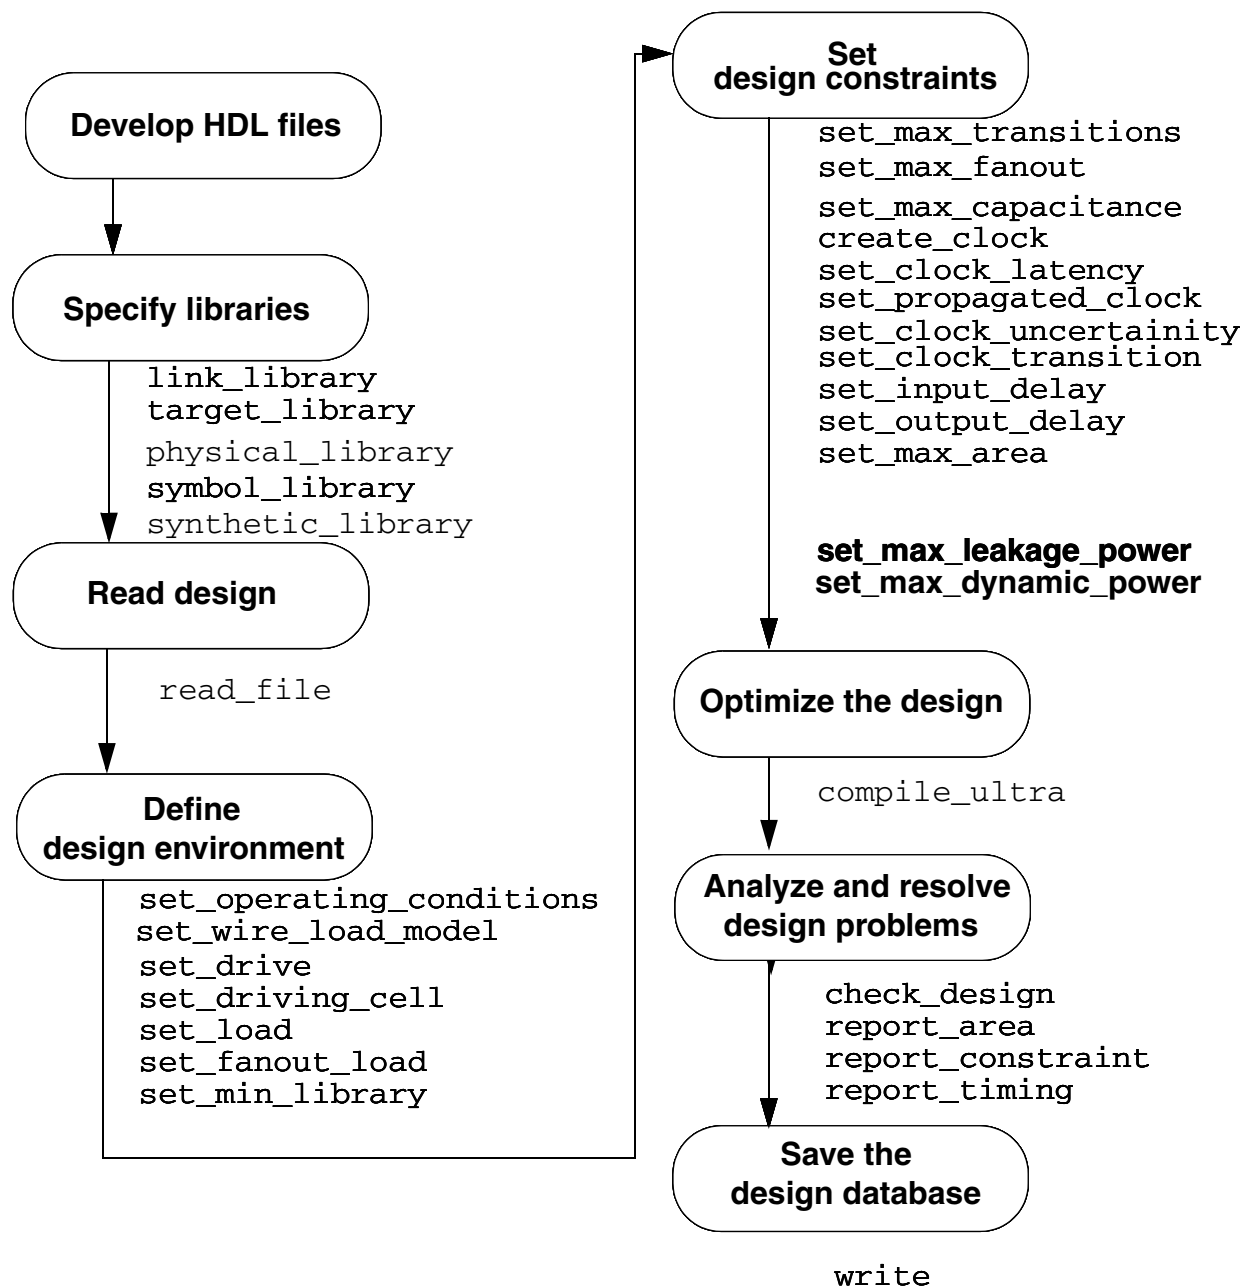 Develop HDL files
Specify libraries
link_library
target_library
physical_library
symbol_library
synthetic_library
Read design
read_file
Define
design environment
set_operating_conditions
set_wire_load_model
set_drive
set_driving_cell
set_load
set_fanout_load
set_min_library
Set
design constraints
set_max_transitions
set_max_fanout
set_max_capacitance
create_clock
set_clock_latency
set_propagated_clock
set_clock_uncertainity
set_clock_transition
set_input_delay
set_output_delay
set_max_area
set_max_leakage_power
set_max_dynamic_power
Optimize the design
compile_ultra
Analyze and resolve
design problems
check_design
report_area
report_constraint
report_timing
Save the
design database
write